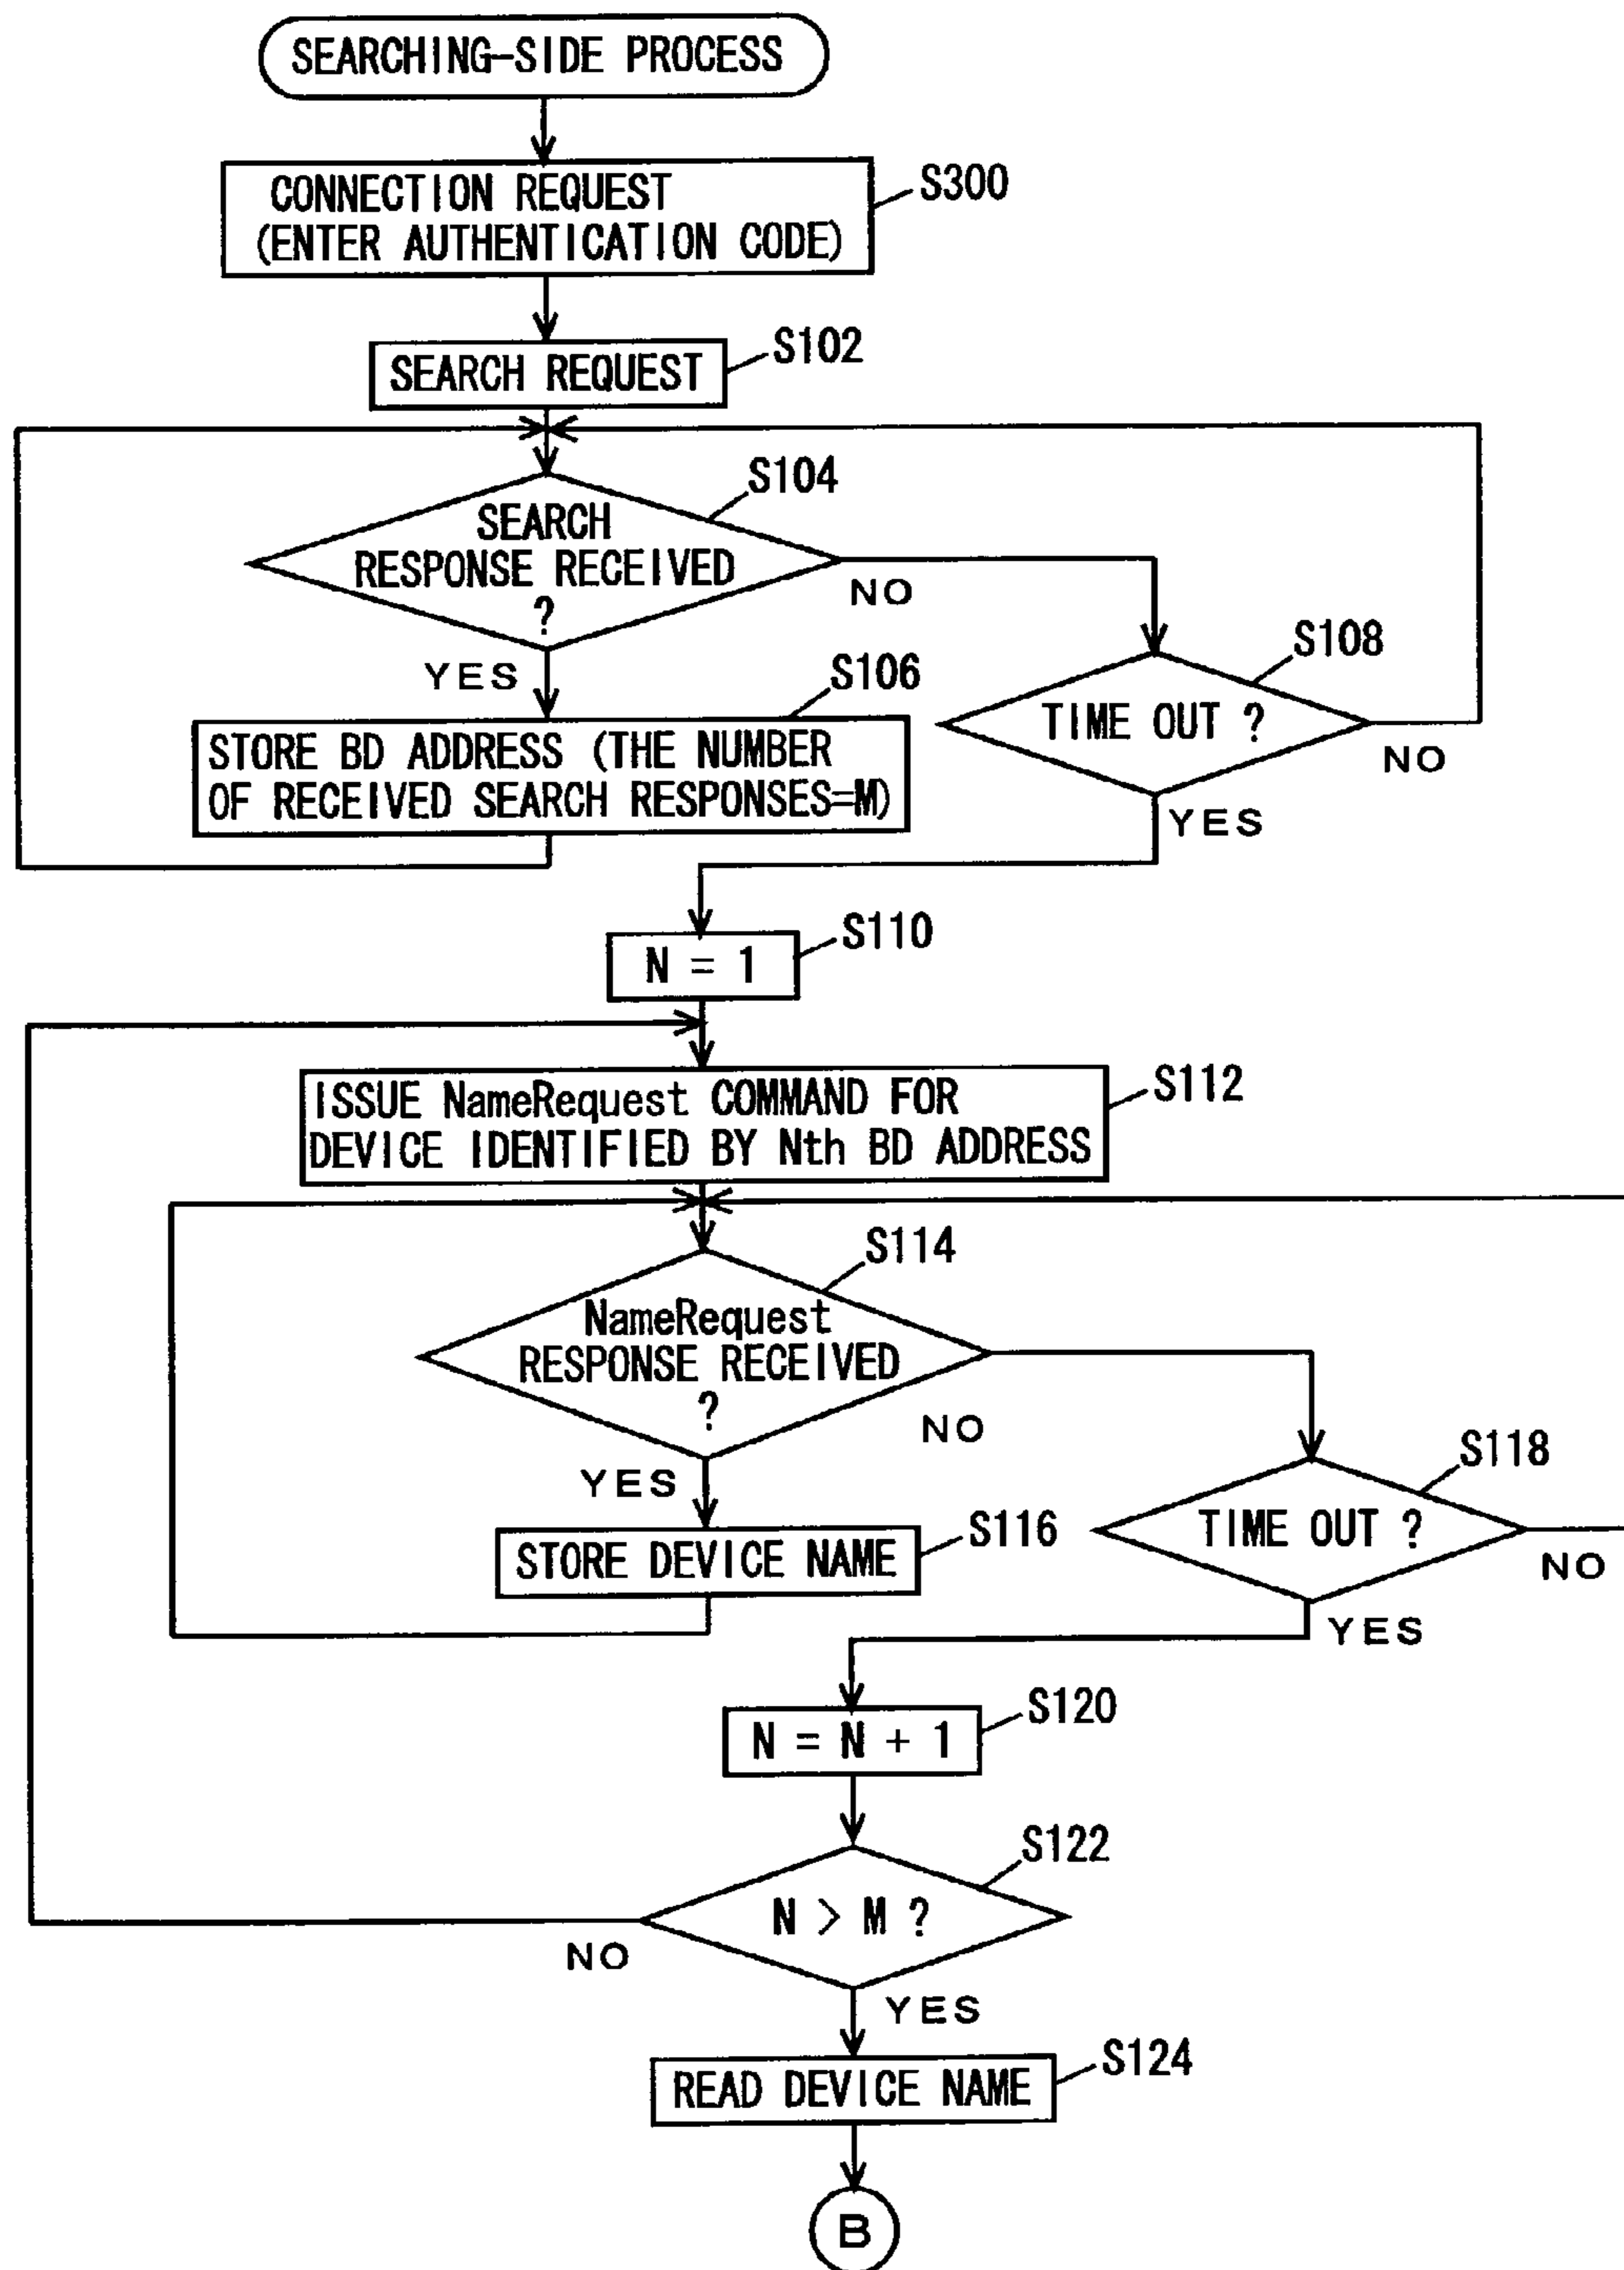 SEARCHING-SIDE PROCESS
CONNECTION REQUEST
(ENTER AUTHENTICATION CODE)
S300
SEARCH REQUEST
S102
S104
SEARCH
RESPONSE RECEIVED
?
NO
YES
S106
S108
TIME OUT ?
NO
YES
STORE BD ADDRESS (THE NUMBER
OF RECEIVED SEARCH RESPONSES=M)
S110
N = 1
S112
ISSUE NameRequest COMMAND FOR
DEVICE IDENTIFIED BY Nth BD ADDRESS
S114
NameRequest
RESPONSE RECEIVED
?
NO
YES
S118
TIME OUT ?
NO
YES
S116
STORE DEVICE NAME
S120
N = N + 1
S122
N > M ?
NO
YES
S124
READ DEVICE NAME
B